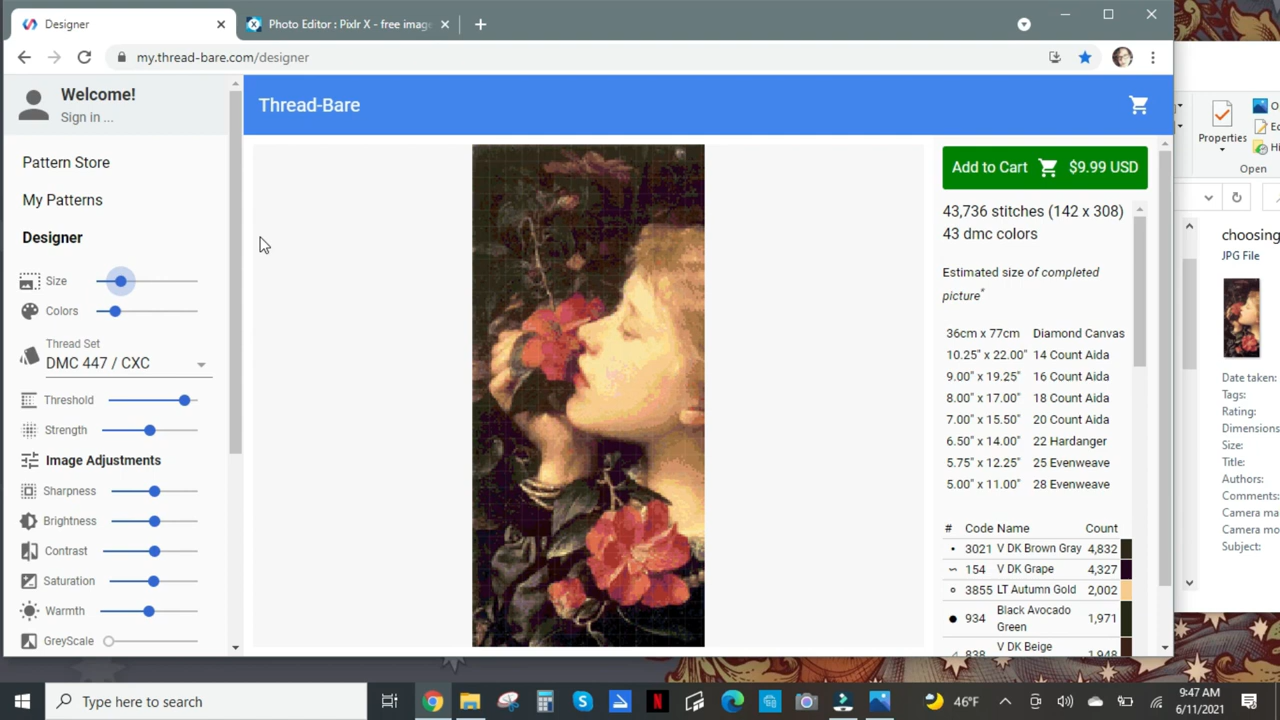 Designer
Photo Editor : Pixlr X - free imag
my.thread-bare.com/designer
Welcome!
Sign in ...
Thread-Bare
Pattern Store
My Patterns
Designer
Size
Colors
Thread Set
DMC 447 / CXC
Threshold
Strength
Image Adjustments
Sharpness
Brightness
Contrast
Saturation
Warmth
GreyScale
Add to Cart $9.99 USD
43,736 stitches (142 x 308)
43 dmc colors
Estimated size of completed
picture*
36cm x 77cm Diamond Canvas
10.25" x 22.00" 14 Count Aida
9.00" x 19.25" 16 Count Aida
8.00" x 17.00" 18 Count Aida
7.00" x 15.50" 20 Count Aida
6.50" x 14.00" 22 Hardanger
5.75" x 12.25" 25 Evenweave
5.00" x 11.00" 28 Evenweave
# Code Name Count
3021 V DK Brown Gray 4,832
154 V DK Grape 4,327
3855 LT Autumn Gold 2,002
934 Black Avocado Green 1,971
838 V DK Beige 1,948
Properties
O
Ec
Hi
Open
choosing
JPG File
Date taken:
Tags:
Rating:
Dimensions
Size:
Title:
Authors:
Comments:
Camera ma
Camera mo
Exposure
Subject:
Type here to search
46°F
9:47 AM
6/11/2021